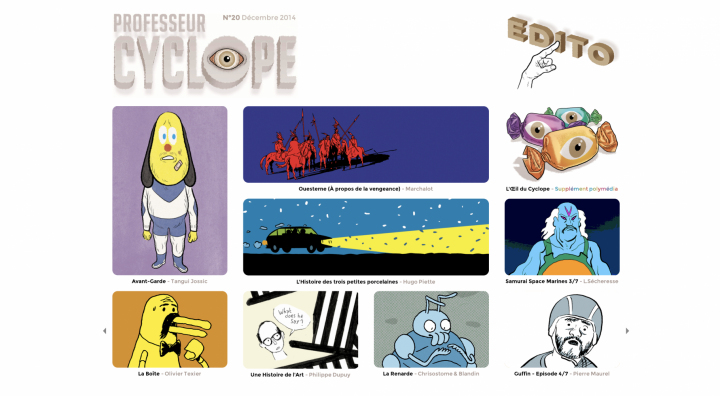 PROFESSEUR
CYCLOPE
N°20 Décembre 2014
EDITO
Ouesterne (À propos de la vengeance) - Marchalot
L'Œil du Cyclope - Supplément polymédia
Avant-Garde - Tangui Jossic
L'Histoire des trois petites porcelaines - Hugo Piette
Samurai Space Marines 3/7 - L.Sécheresse
What does he say?
La Boîte - Olivier Texier
Une Histoire de l'Art - Philippe Dupuy
La Renarde - Chrisostome & Blandin
Guffin - Episode 4/7 - Pierre Maurel